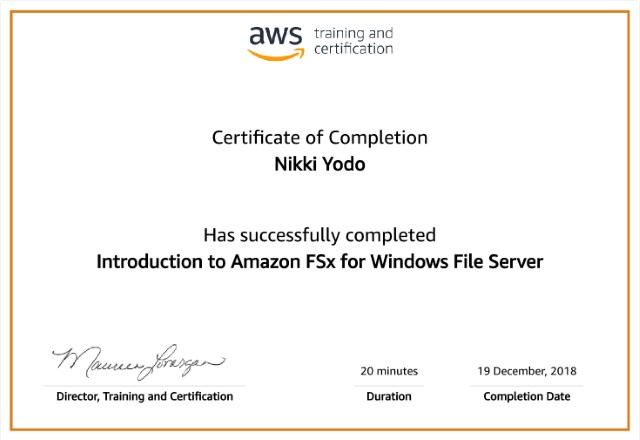 aws training and
certification
Certificate of Completion
Nikki Yodo
Has successfully completed
Introduction to Amazon FSx for Windows File Server
Maureen Lonergan
20 minutes
19 December, 2018
Director, Training and Certification
Duration
Completion Date